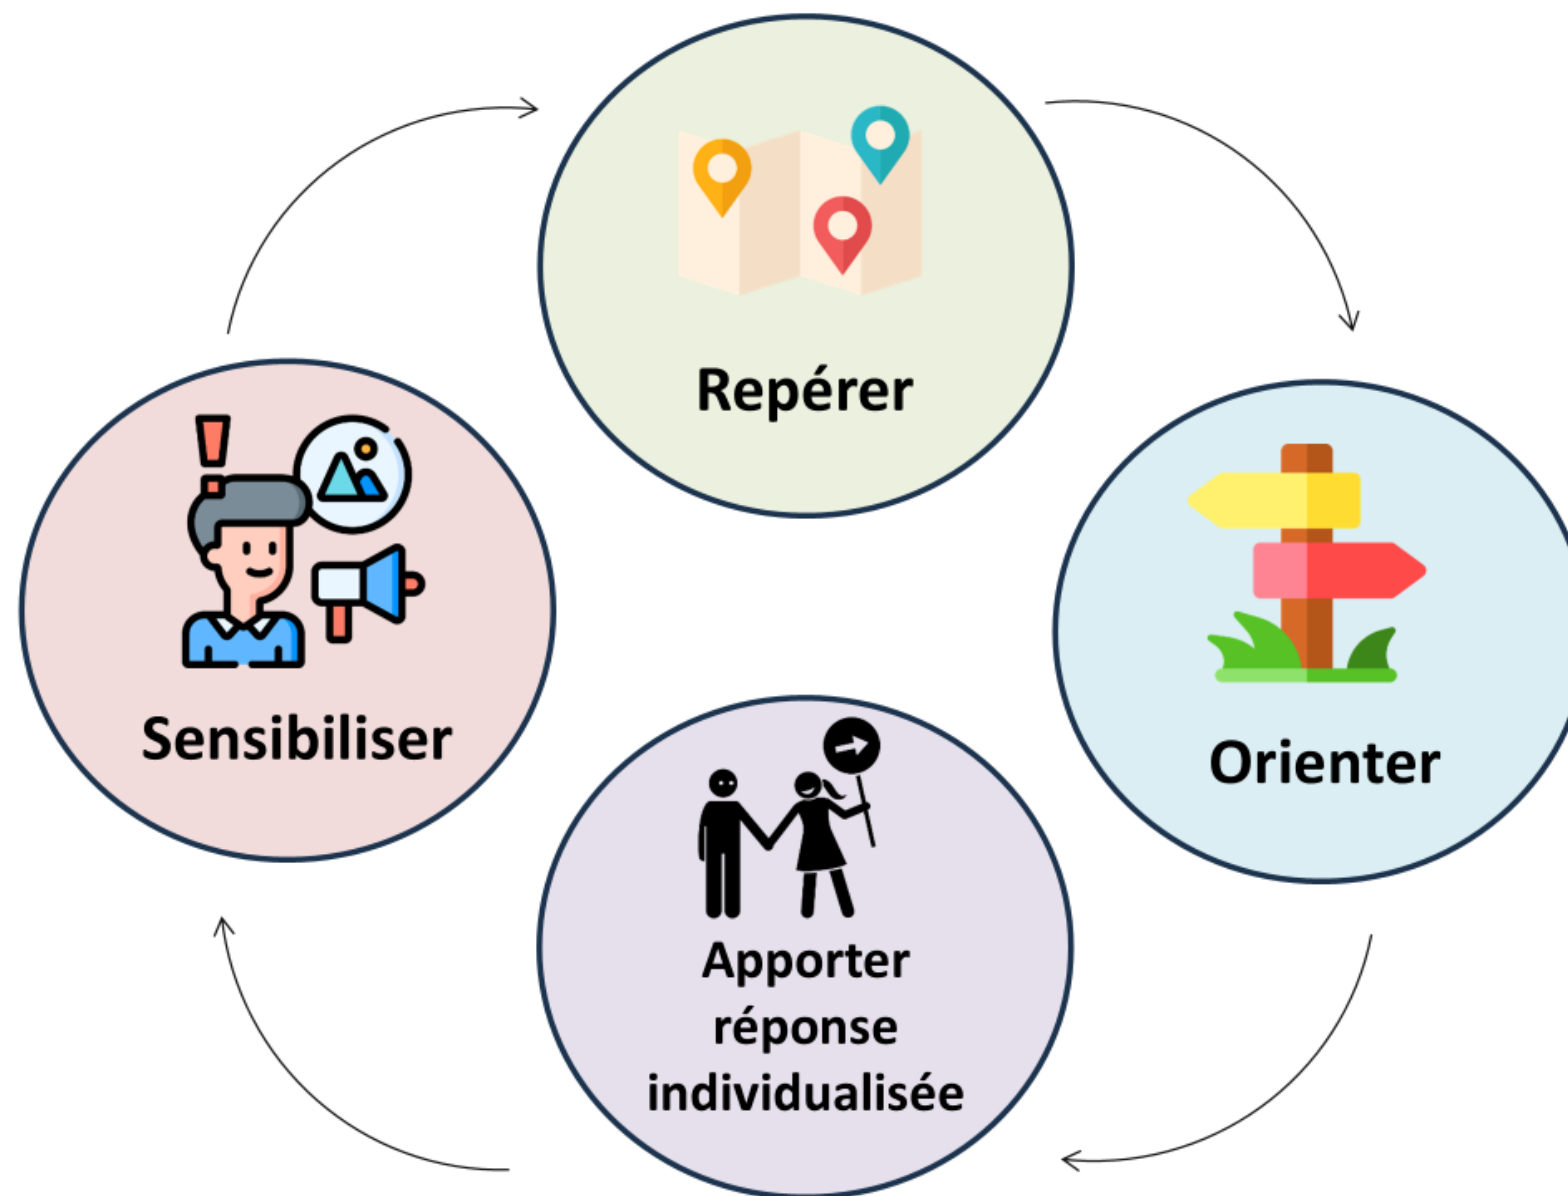 Repérer
Sensibiliser
Orienter
Apporter
réponse
individualisée